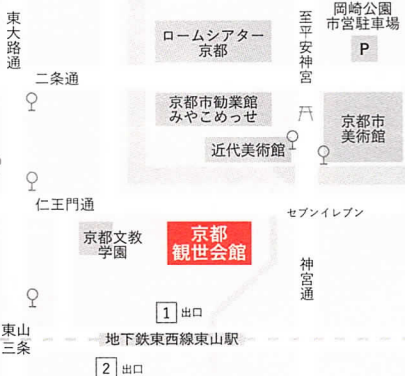 東大路通
ロームシアター
京都
至平安神宮
岡崎公園
市営駐車場
P
二条通
京都市勧業館
みやこめっせ
京都市
美術館
近代美術館
仁王門通
セブンイレブン
京都文教
学園
京都
観世会館
神宮通
1 出口
東山
三条
地下鉄東西線東山駅
2 出口